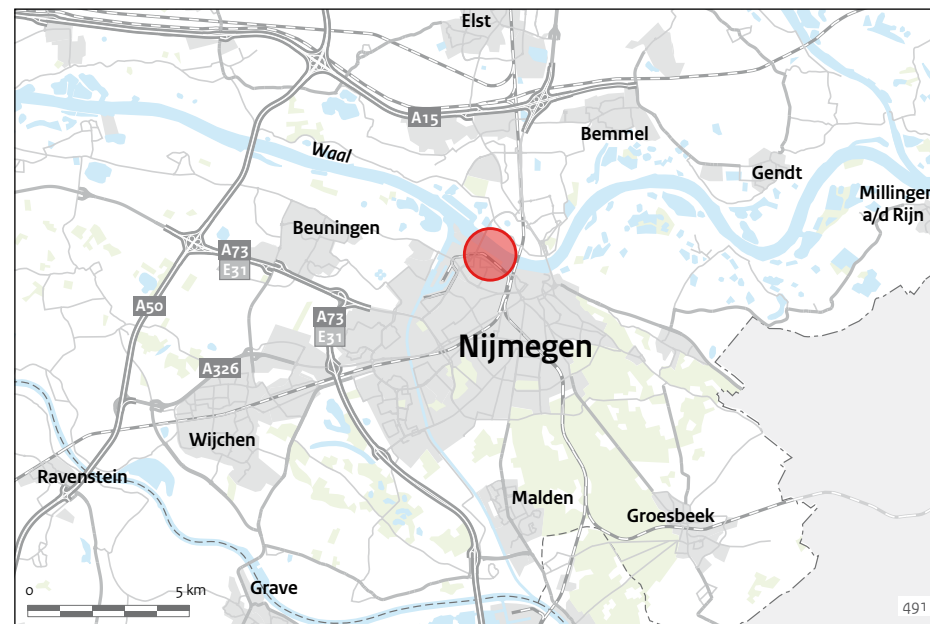 Elst
A15
Bemmel
Waal
Gendt
Millingen
a/d Rijn
Beuningen
A73
E31
A50
A73
E31
Nijmegen
A326
Wijchen
Ravenstein
Malden
Groesbeek
Grave
0 5 km
491